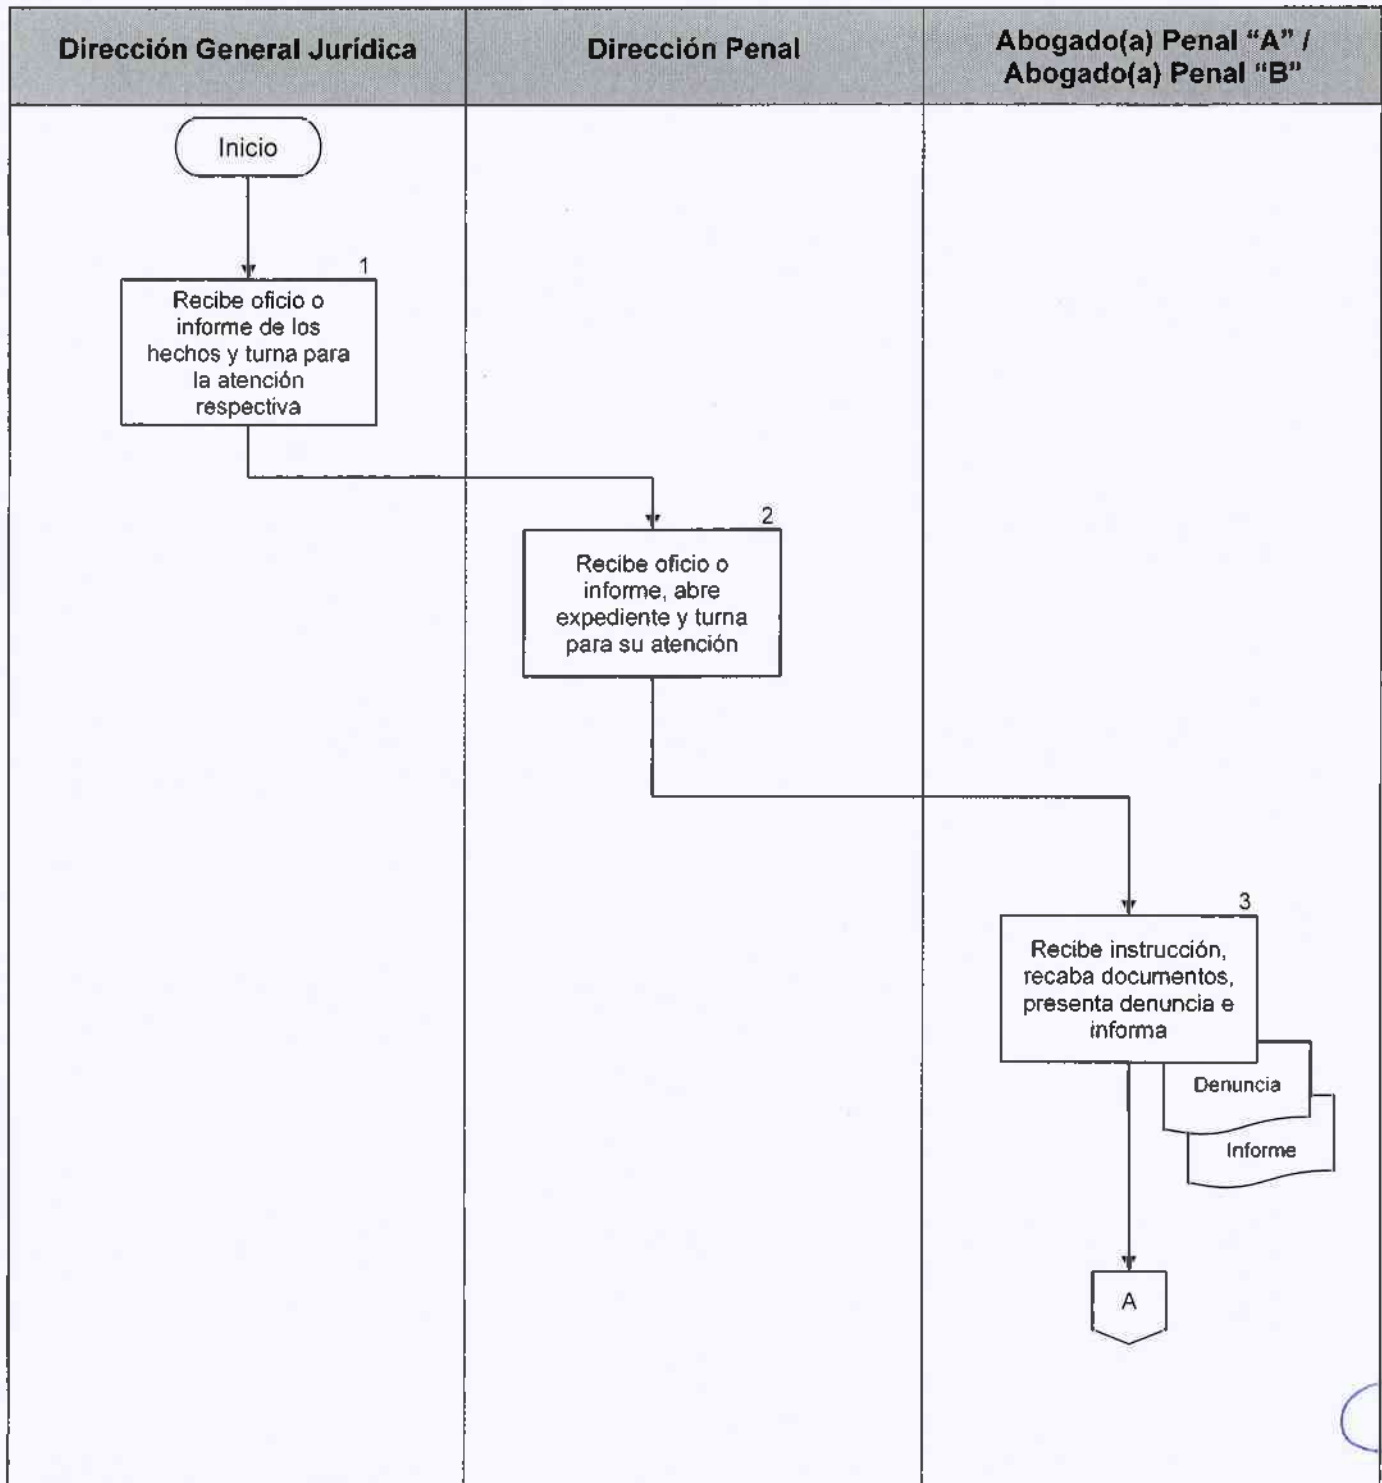 Dirección General Jurídica
Dirección Penal
Abogado(a) Penal “A” /
Abogado(a) Penal “B”
Inicio
1
Recibe oficio o
informe de los
hechos y turna para
la atención
respectiva
2
Recibe oficio o
informe, abre
expediente y turna
para su atención
3
Recibe instrucción,
recaba documentos,
presenta denuncia e
informa
Denuncia
Informe
A